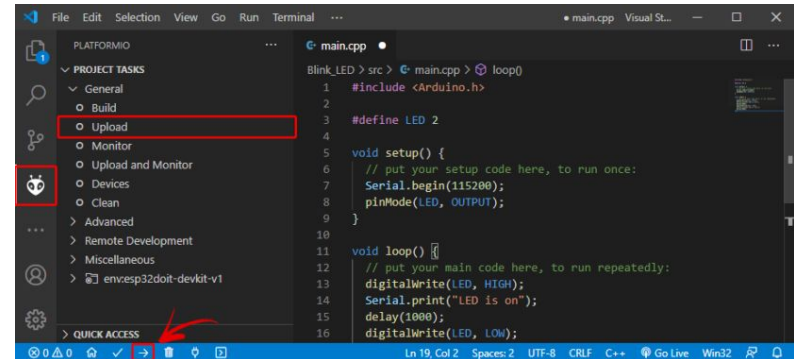 File Edit Selection View Go Run Terminal ··· ● main.cpp Visual St...
PLATFORMIO ···
PROJECT TASKS
General
Build
Upload
Monitor
Upload and Monitor
Devices
Clean
Advanced
Remote Development
Miscellaneous
env:esp32doit-devkit-v1
QUICK ACCESS
main.cpp ●
Blink_LED > src > main.cpp > loop()
1 #include <Arduino.h>
2
3 #define LED 2
4
5 void setup() {
6 // put your setup code here, to run once:
7 Serial.begin(115200);
8 pinMode(LED, OUTPUT);
9 }
10
11 void loop() {
12 // put your main code here, to run repeatedly:
13 digitalWrite(LED, HIGH);
14 Serial.print("LED is on");
15 delay(1000);
16 digitalWrite(LED, LOW);
0 0 Ln 19, Col 2 Spaces: 2 UTF-8 CRLF C++ Go Live Win32